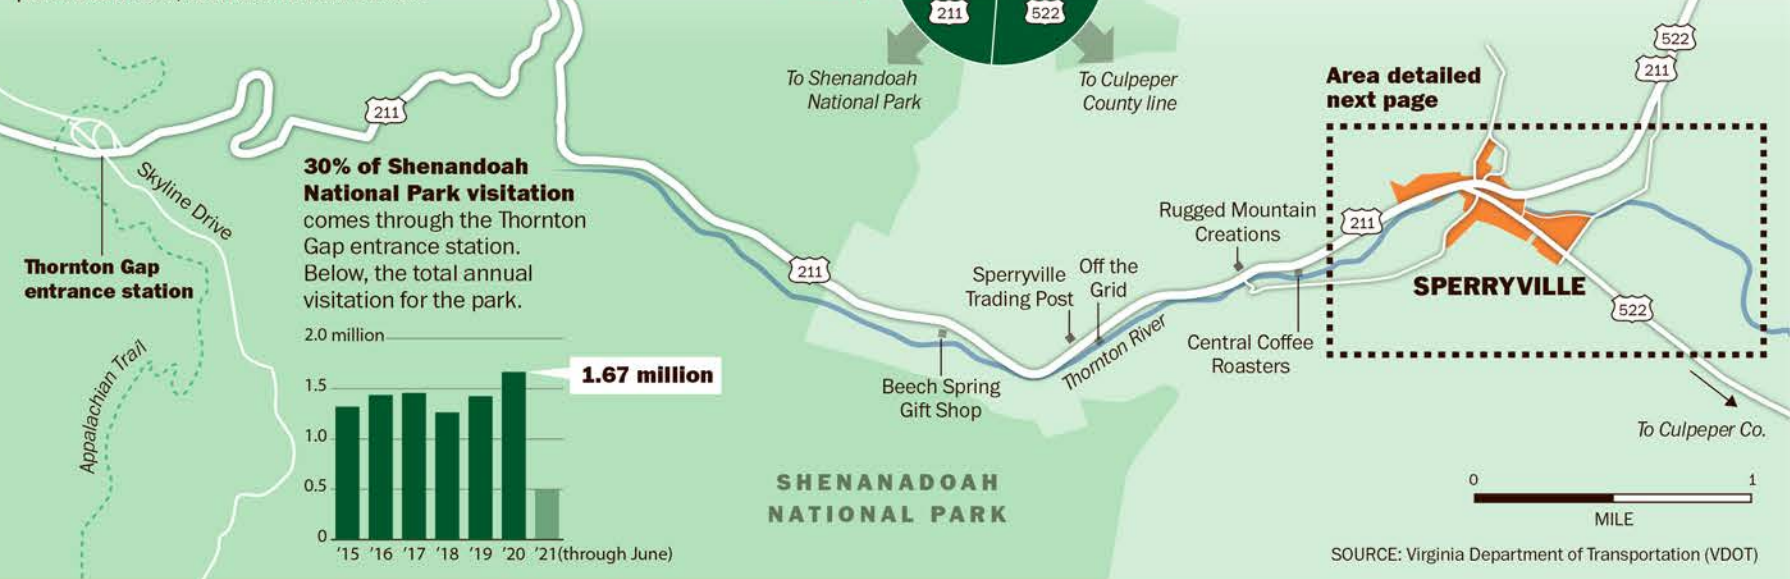 211
522
To Shenandoah
National Park
To Culpeper
County line
522
211
Area detailed
next page
211
Skyline Drive
Thornton Gap
entrance station
30% of Shenandoah
National Park visitation
comes through the Thornton
Gap entrance station.
Below, the total annual
visitation for the park.
2.0 million
1.5
1.0
0.5
0
1.67 million
'15 '16 '17 '18 '19 '20 '21(through June)
Appalachian Trail
211
Beech Spring
Gift Shop
Sperryville
Trading Post
Off the
Grid
Thornton River
Rugged Mountain
Creations
Central Coffee
Roasters
211
SPERRYVILLE
522
To Culpeper Co.
SHENANADOAH
NATIONAL PARK
0 1
MILE
SOURCE: Virginia Department of Transportation (VDOT)